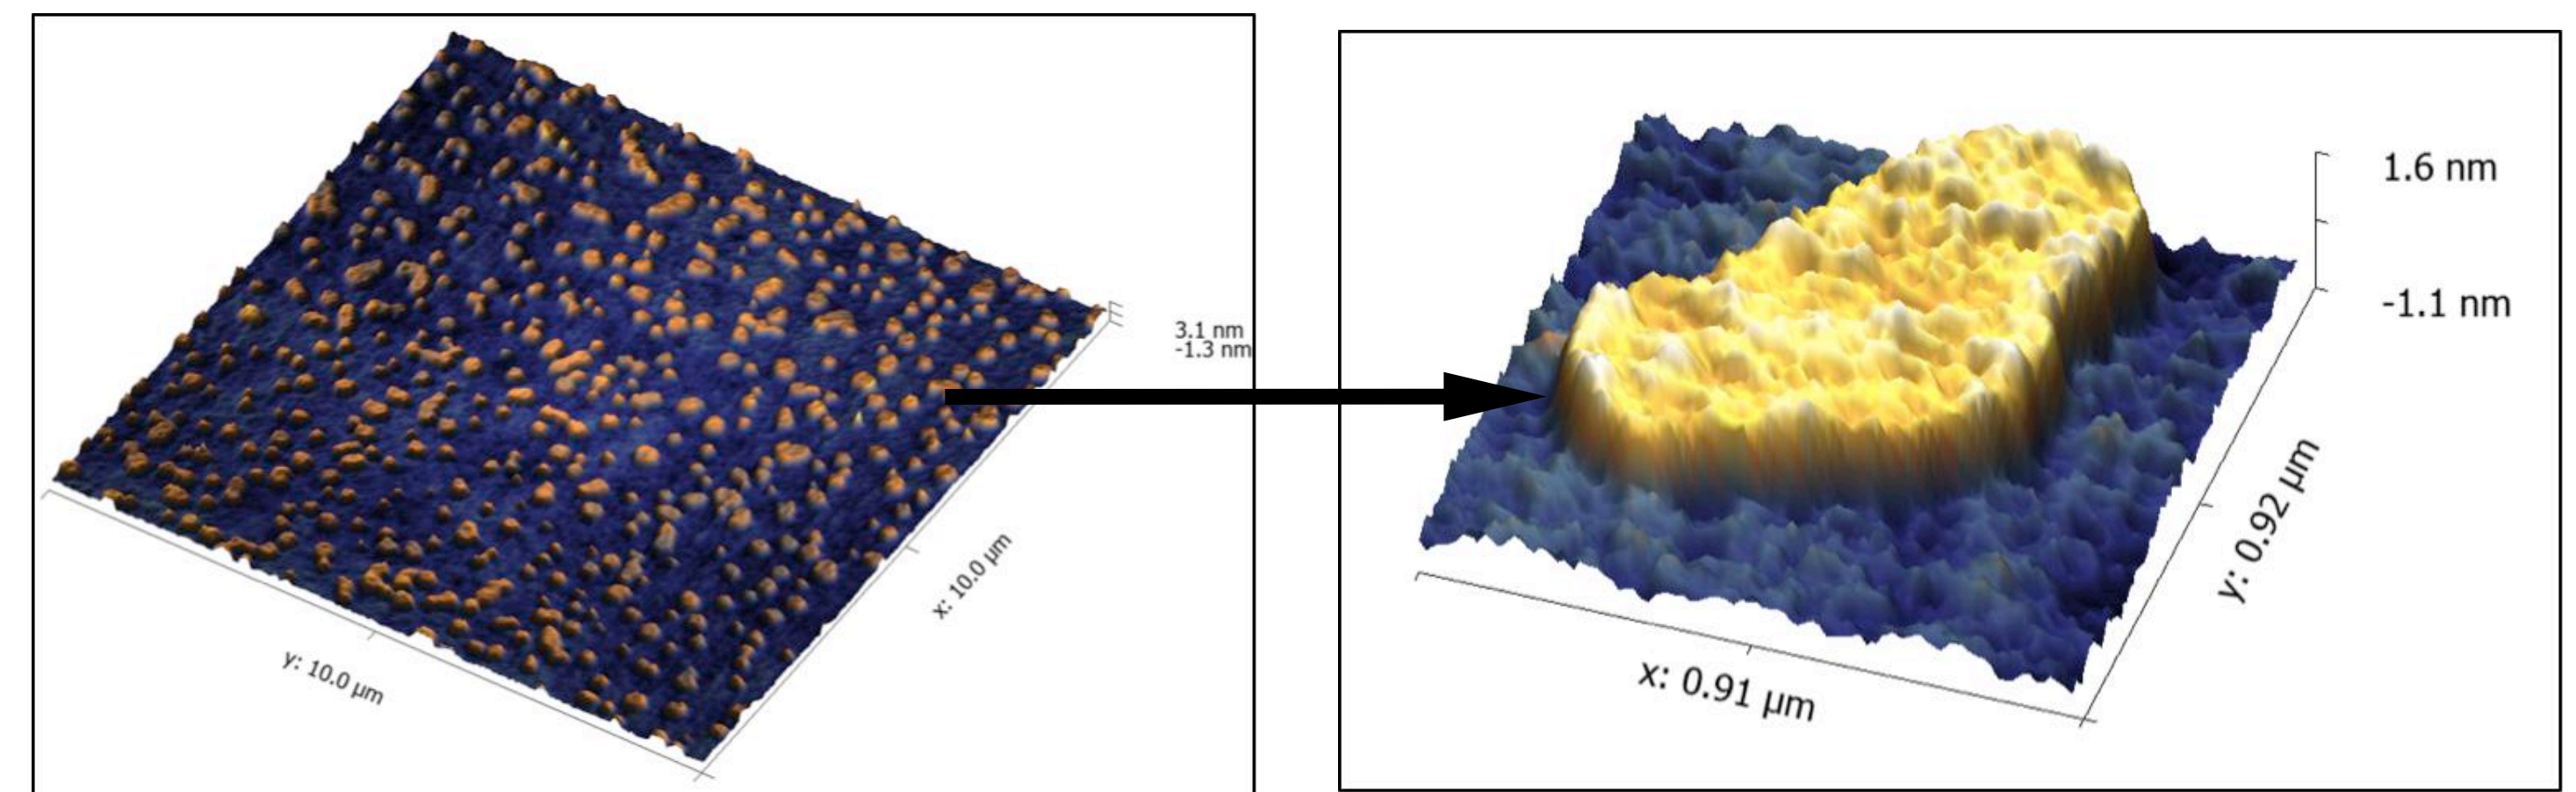 3.1 nm
-1.3 nm
x: 10.0 µm
y: 10.0 µm
1.6 nm
-1.1 nm
y: 0.92 µm
x: 0.91 µm